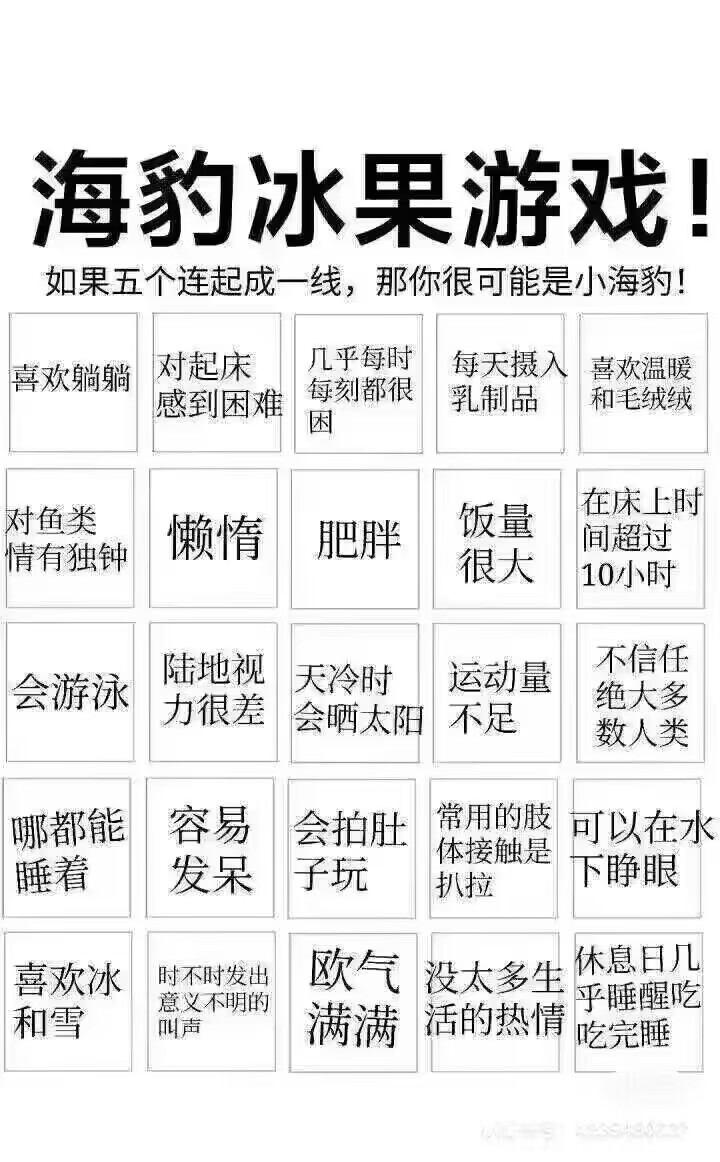 海豹冰果游戏！
如果五个连起成一线，那你很可能是小海豹！
喜欢躺躺
对起床
感到困难
几乎每时
每刻都很
困
每天摄入
乳制品
喜欢温暖
和毛绒绒
对鱼类
情有独钟
懒惰
肥胖
饭量
很大
在床上时
间超过
10小时
会游泳
陆地视
力很差
天冷时
会晒太阳
运动量
不足
不信任
绝大多
数人类
哪都能
睡着
容易
发呆
会拍肚
子玩
常用的肢
体接触是
扒拉
可以在水
下睁眼
喜欢冰
和雪
时不时发出
意义不明的
叫声
欧气
满满
没太多生
活的热情
休息日几
乎睡醒吃
吃完睡